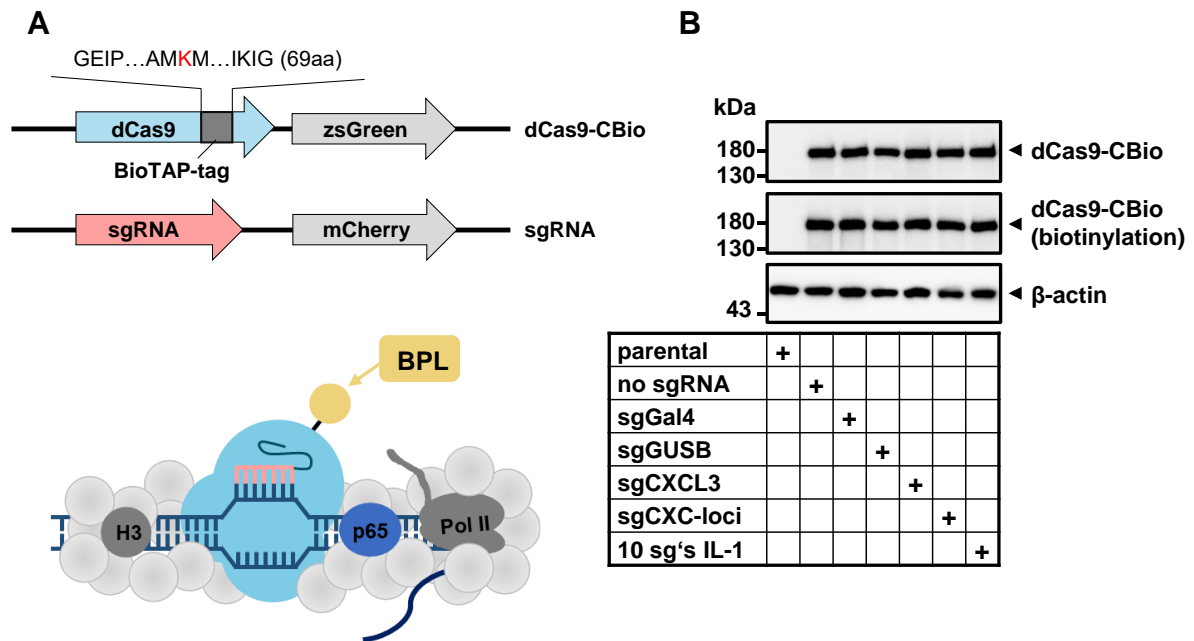 A
GEIP…AMKM…IKIG (69aa)
dCas9
zsGreen
dCas9-CBio
BioTAP-tag
sgRNA
mCherry
sgRNA
BPL
H3
p65
Pol II
B
kDa
180
130
dCas9-CBio
180
130
dCas9-CBio
(biotinylation)
43
β-actin
parental +
no sgRNA +
sgGal4 +
sgGUSB +
sgCXCL3 +
sgCXC-loci +
10 sg‘s IL-1 +